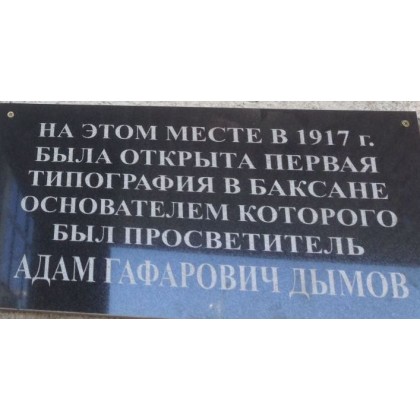 НА ЭТОМ МЕСТЕ В 1917 г.
БЫЛА ОТКРЫТА ПЕРВАЯ
ТИПОГРАФИЯ В БАКСАНЕ
ОСНОВАТЕЛЕМ КОТОРОГО
БЫЛ ПРОСВЕТИТЕЛЬ
АДАМ ГАФАРОВИЧ ДЫМОВ